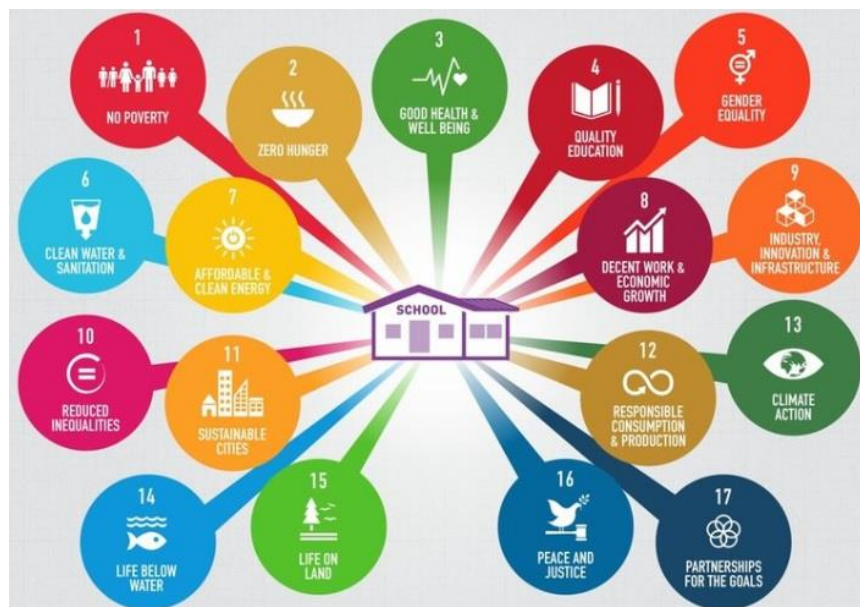 1
NO POVERTY
2
ZERO HUNGER
3
GOOD HEALTH &
WELL BEING
4
QUALITY
EDUCATION
5
GENDER
EQUALITY
6
CLEAN WATER &
SANITATION
7
AFFORDABLE &
CLEAN ENERGY
8
DECENT WORK &
ECONOMIC
GROWTH
9
INDUSTRY,
INNOVATION &
INFRASTRUCTURE
SCHOOL
10
REDUCED
INEQUALITIES
11
SUSTAINABLE
CITIES
12
RESPONSIBLE
CONSUMPTION
& PRODUCTION
13
CLIMATE
ACTION
14
LIFE BELOW
WATER
15
LIFE ON
LAND
16
PEACE AND
JUSTICE
17
PARTNERSHIPS
FOR THE GOALS